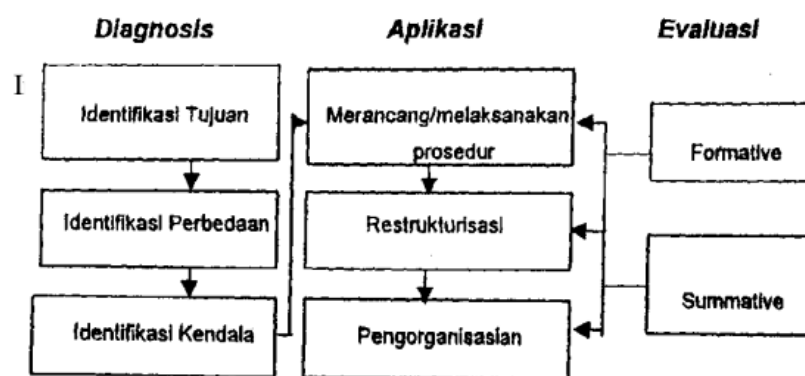 Diagnosis
Aplikasi
Evaluasi
I
Identifikasi Tujuan
Identifikasi Perbedaan
Identifikasi Kendala
Merancang/melaksanakan
prosedur
Restrukturisasi
Pengorganisasian
Formative
Summative